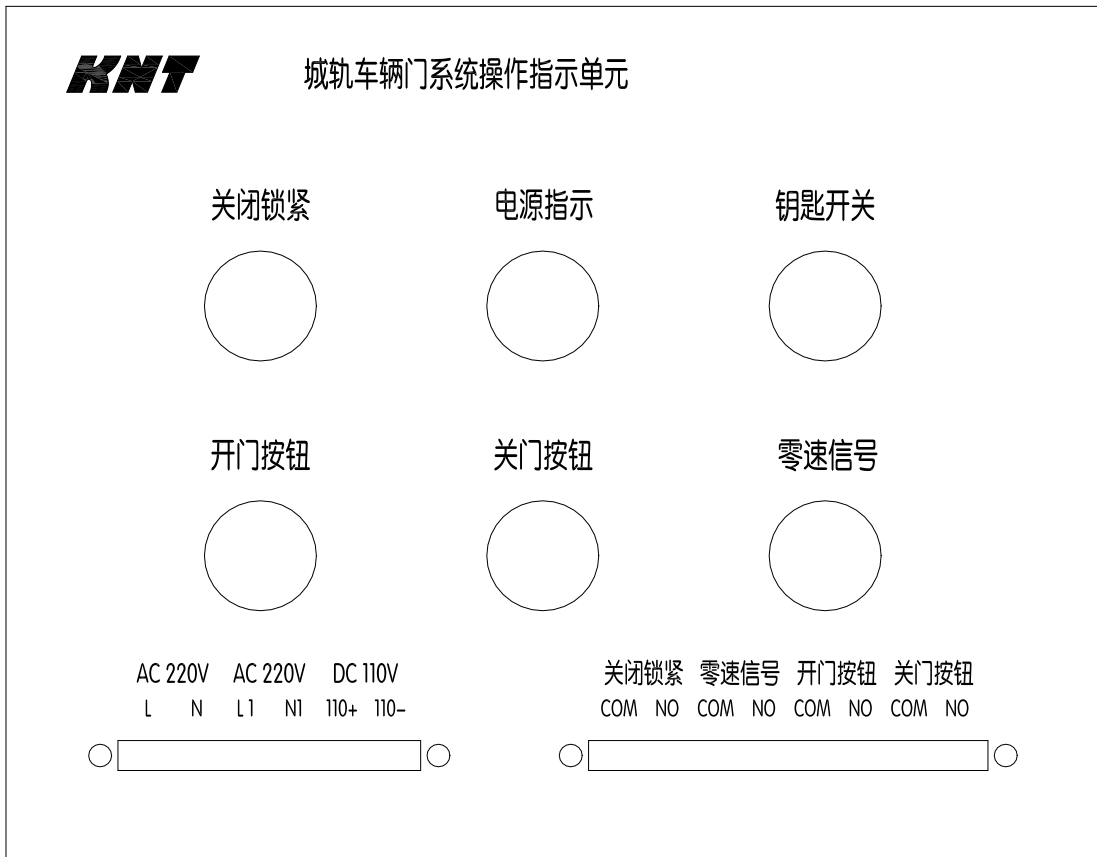 KNT 城轨车辆门系统操作指示单元
关闭锁紧 电源指示 钥匙开关
开门按钮 关门按钮 零速信号
AC 220V AC 220V DC 110V 关闭锁紧 零速信号 开门按钮 关门按钮
L N L1 N1 110+ 110- COM NO COM NO COM NO COM NO